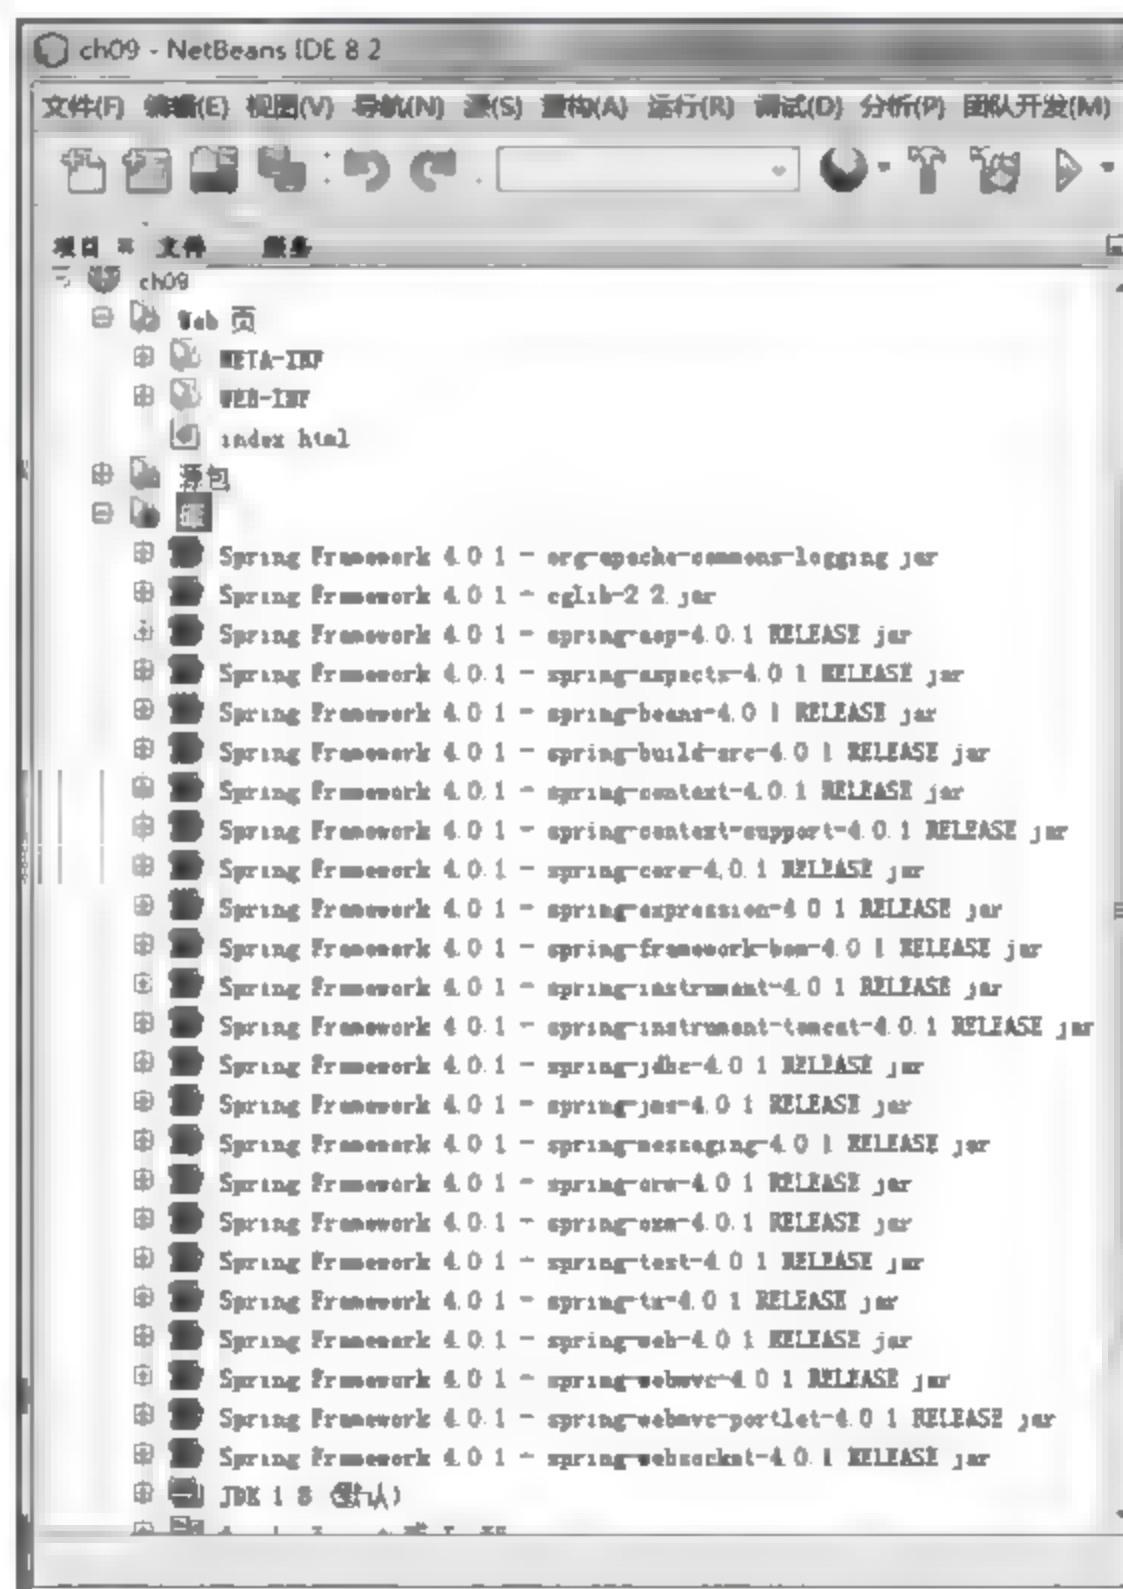 ch09 - NetBeans IDE 8.2
文件(F) 编辑(E) 视图(V) 导航(N) 源(S) 重构(A) 运行(R) 调试(D) 分析(P) 团队开发(M)
项目 文件 服务
ch09
Web 页
META-INF
WEB-INF
index.html
源包
库
Spring Framework 4.0.1 - org-apache-commons-logging.jar
Spring Framework 4.0.1 - cglib-2.2.jar
Spring Framework 4.0.1 - spring-aop-4.0.1.RELEASE.jar
Spring Framework 4.0.1 - spring-aspects-4.0.1.RELEASE.jar
Spring Framework 4.0.1 - spring-beans-4.0.1.RELEASE.jar
Spring Framework 4.0.1 - spring-build-src-4.0.1.RELEASE.jar
Spring Framework 4.0.1 - spring-context-4.0.1.RELEASE.jar
Spring Framework 4.0.1 - spring-context-support-4.0.1.RELEASE.jar
Spring Framework 4.0.1 - spring-core-4.0.1.RELEASE.jar
Spring Framework 4.0.1 - spring-expression-4.0.1.RELEASE.jar
Spring Framework 4.0.1 - spring-framework-bom-4.0.1.RELEASE.jar
Spring Framework 4.0.1 - spring-instrument-4.0.1.RELEASE.jar
Spring Framework 4.0.1 - spring-instrument-tomcat-4.0.1.RELEASE.jar
Spring Framework 4.0.1 - spring-jdbc-4.0.1.RELEASE.jar
Spring Framework 4.0.1 - spring-jms-4.0.1.RELEASE.jar
Spring Framework 4.0.1 - spring-messaging-4.0.1.RELEASE.jar
Spring Framework 4.0.1 - spring-orm-4.0.1.RELEASE.jar
Spring Framework 4.0.1 - spring-oxm-4.0.1.RELEASE.jar
Spring Framework 4.0.1 - spring-test-4.0.1.RELEASE.jar
Spring Framework 4.0.1 - spring-tx-4.0.1.RELEASE.jar
Spring Framework 4.0.1 - spring-web-4.0.1.RELEASE.jar
Spring Framework 4.0.1 - spring-webmvc-4.0.1.RELEASE.jar
Spring Framework 4.0.1 - spring-webmvc-portlet-4.0.1.RELEASE.jar
Spring Framework 4.0.1 - spring-websocket-4.0.1.RELEASE.jar
JDK 1.8 (默认)